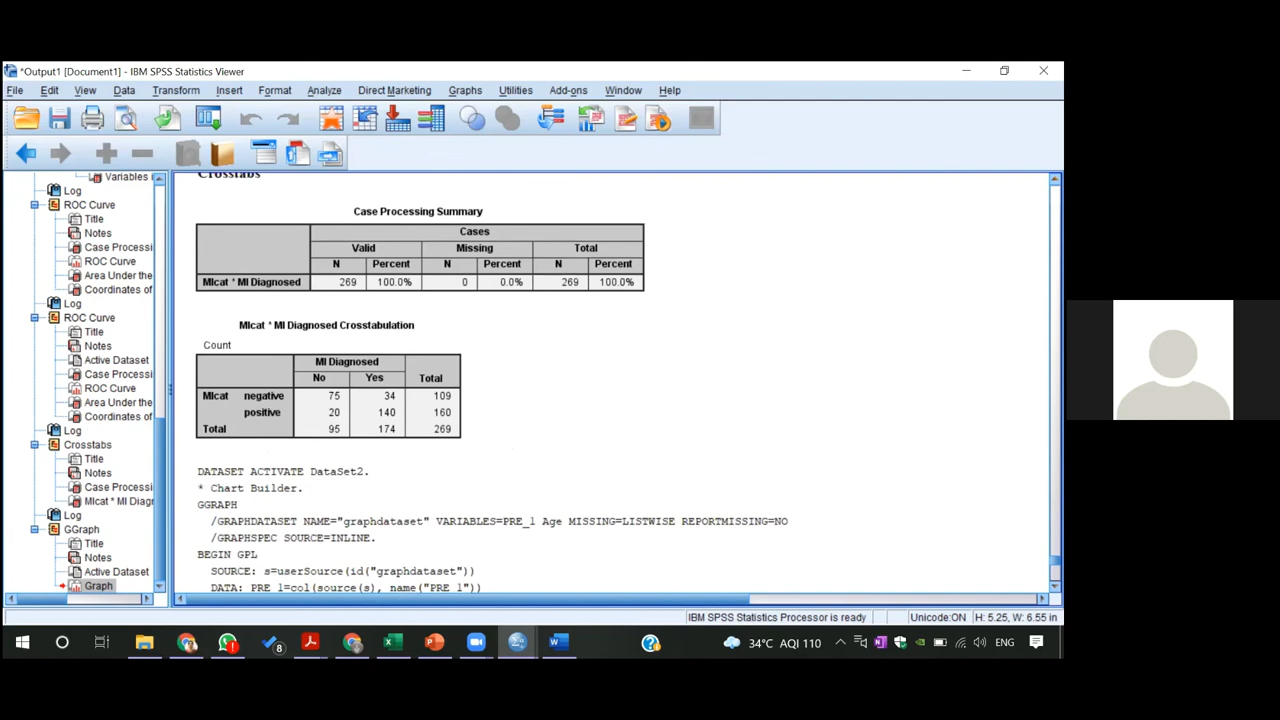 *Output1 [Document1] - IBM SPSS Statistics Viewer
File Edit View Data Transform Insert Format Analyze Direct Marketing Graphs Utilities Add-ons Window Help
Variables i
Log
ROC Curve
Title
Notes
Case Processi
ROC Curve
Area Under the
Coordinates of
Log
ROC Curve
Title
Notes
Active Dataset
Case Processi
ROC Curve
Area Under the
Coordinates of
Log
Crosstabs
Title
Notes
Case Processi
MIcat * MI Diagn
Log
GGraph
Title
Notes
Active Dataset
Graph
Crosstabs
Case Processing Summary
Cases
Valid Missing Total
N Percent N Percent N Percent
MIcat * MI Diagnosed 269 100.0% 0 0.0% 269 100.0%
MIcat * MI Diagnosed Crosstabulation
Count
MI Diagnosed
No Yes Total
MIcat negative 75 34 109
positive 20 140 160
Total 95 174 269
DATASET ACTIVATE DataSet2.
* Chart Builder.
GGRAPH
/GRAPHDATASET NAME="graphdataset" VARIABLES=PRE_1 Age MISSING=LISTWISE REPORTMISSING=NO
/GRAPHSPEC SOURCE=INLINE.
BEGIN GPL
SOURCE: s=userSource(id("graphdataset"))
DATA: PRE_1=col(source(s), name("PRE_1"))
IBM SPSS Statistics Processor is ready Unicode:ON H: 5.25, W: 6.55 in
8 34°C AQI 110 ENG